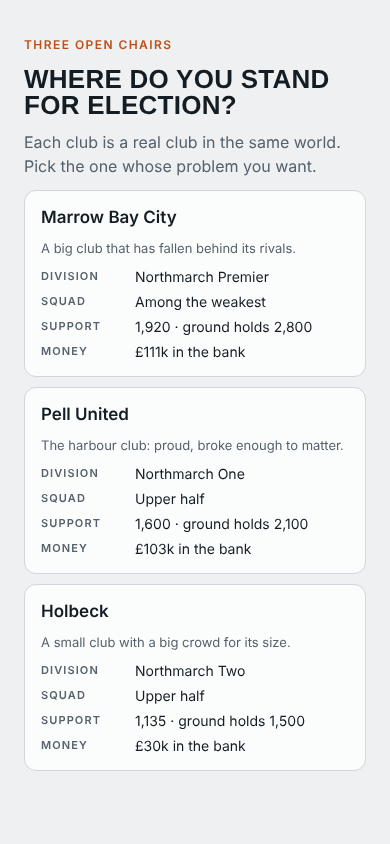 THREE OPEN CHAIRS
WHERE DO YOU STAND
FOR ELECTION?
Each club is a real club in the same world.
Pick the one whose problem you want.
Marrow Bay City
A big club that has fallen behind its rivals.
DIVISION Northmarch Premier
SQUAD Among the weakest
SUPPORT 1,920 · ground holds 2,800
MONEY £111k in the bank
Pell United
The harbour club: proud, broke enough to matter.
DIVISION Northmarch One
SQUAD Upper half
SUPPORT 1,600 · ground holds 2,100
MONEY £103k in the bank
Holbeck
A small club with a big crowd for its size.
DIVISION Northmarch Two
SQUAD Upper half
SUPPORT 1,135 · ground holds 1,500
MONEY £30k in the bank